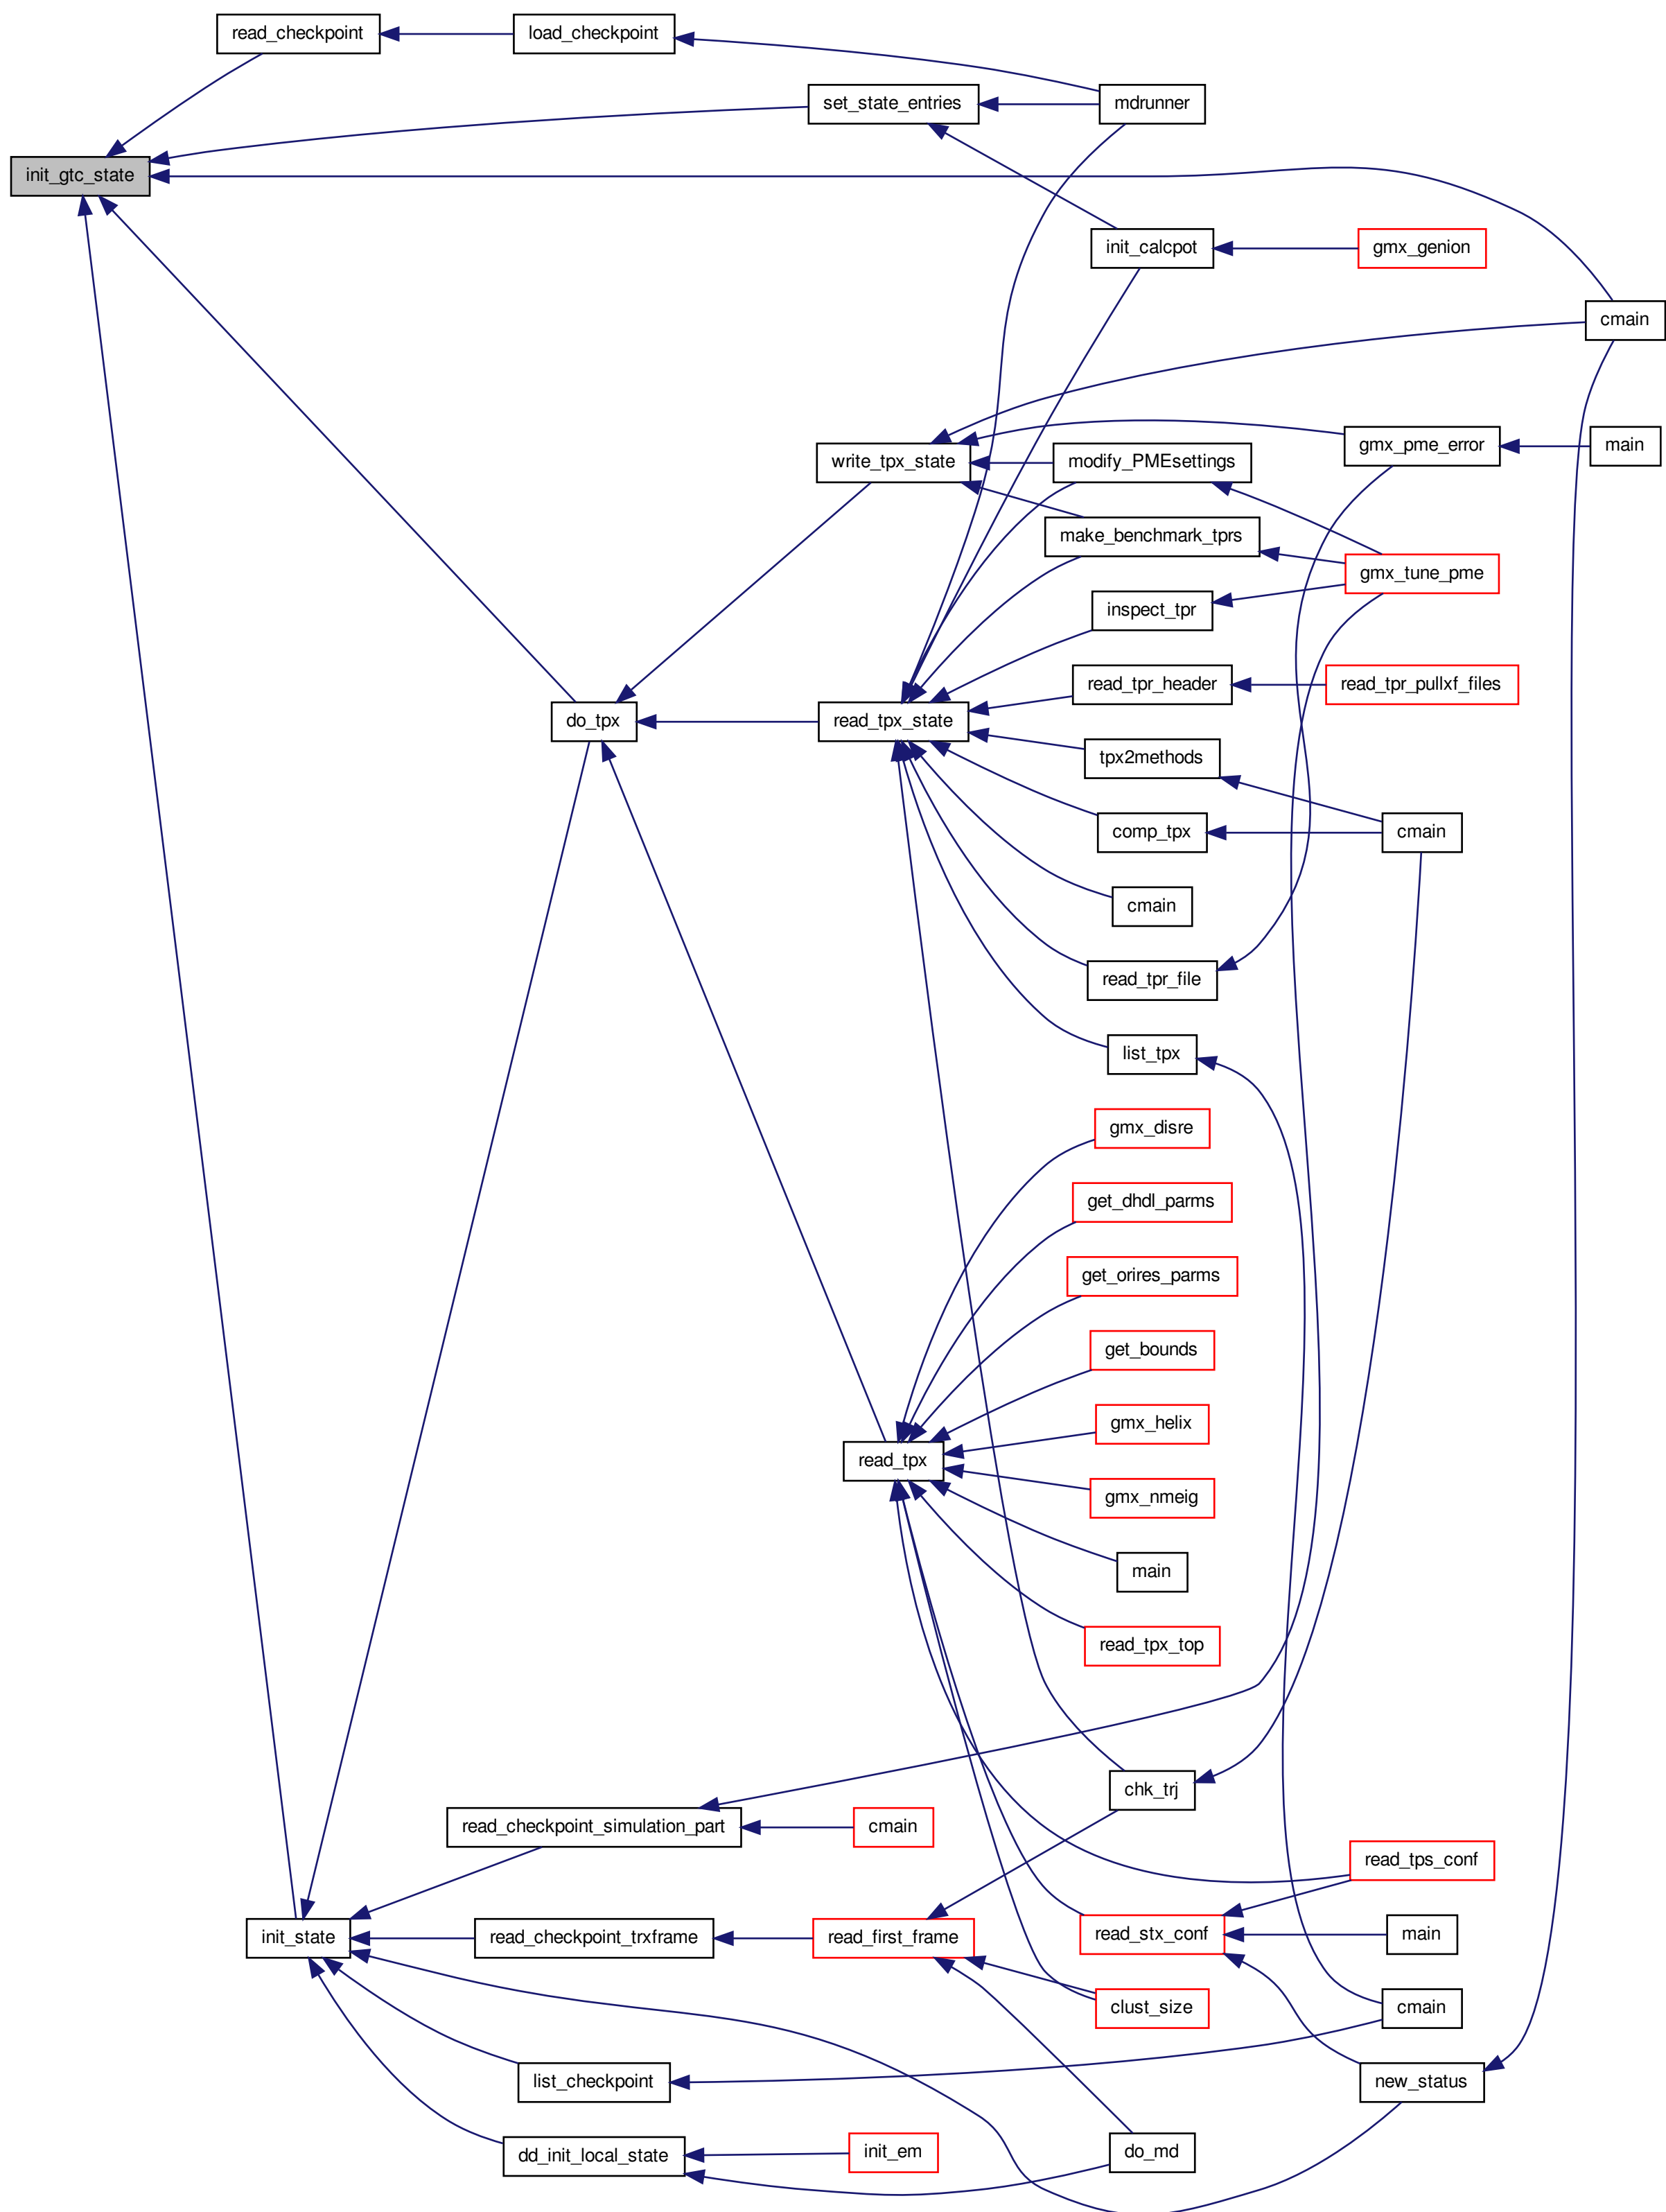 read_checkpoint
load_checkpoint
set_state_entries
mdrunner
init_gtc_state
init_calcpot
gmx_genion
cmain
write_tpx_state
modify_PMEsettings
gmx_pme_error
main
make_benchmark_tprs
gmx_tune_pme
inspect_tpr
read_tpr_header
read_tpr_pullxf_files
do_tpx
read_tpx_state
tpx2methods
comp_tpx
cmain
cmain
read_tpr_file
list_tpx
gmx_disre
get_dhdl_parms
get_orires_parms
get_bounds
gmx_helix
read_tpx
gmx_nmeig
main
read_tpx_top
chk_trj
read_checkpoint_simulation_part
cmain
read_tps_conf
init_state
read_checkpoint_trxframe
read_first_frame
read_stx_conf
main
clust_size
cmain
list_checkpoint
new_status
dd_init_local_state
init_em
do_md